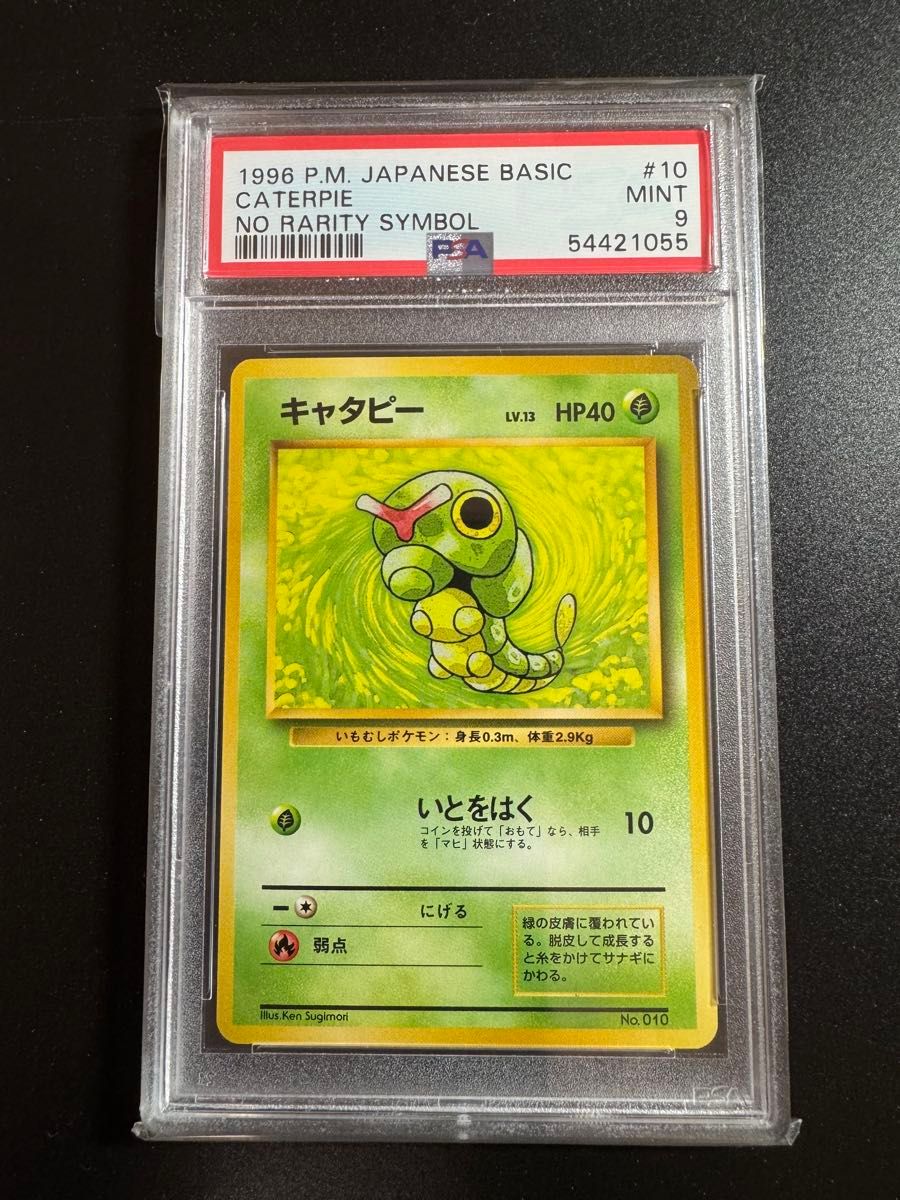 1996 P.M. JAPANESE BASIC #10
CATERPIE MINT
NO RARITY SYMBOL 9
PSA 54421055
キャタピー LV.13 HP40
いもむしポケモン：身長0.3m、体重2.9Kg
いとをはく 10
コインを投げて「おもて」なら、相手
を「マヒ」状態にする。
ー にげる
弱点
緑の皮膚に覆われてい
る。脱皮して成長する
と糸をかけてサナギに
かわる。
Illus.Ken Sugimori No.010
PSA